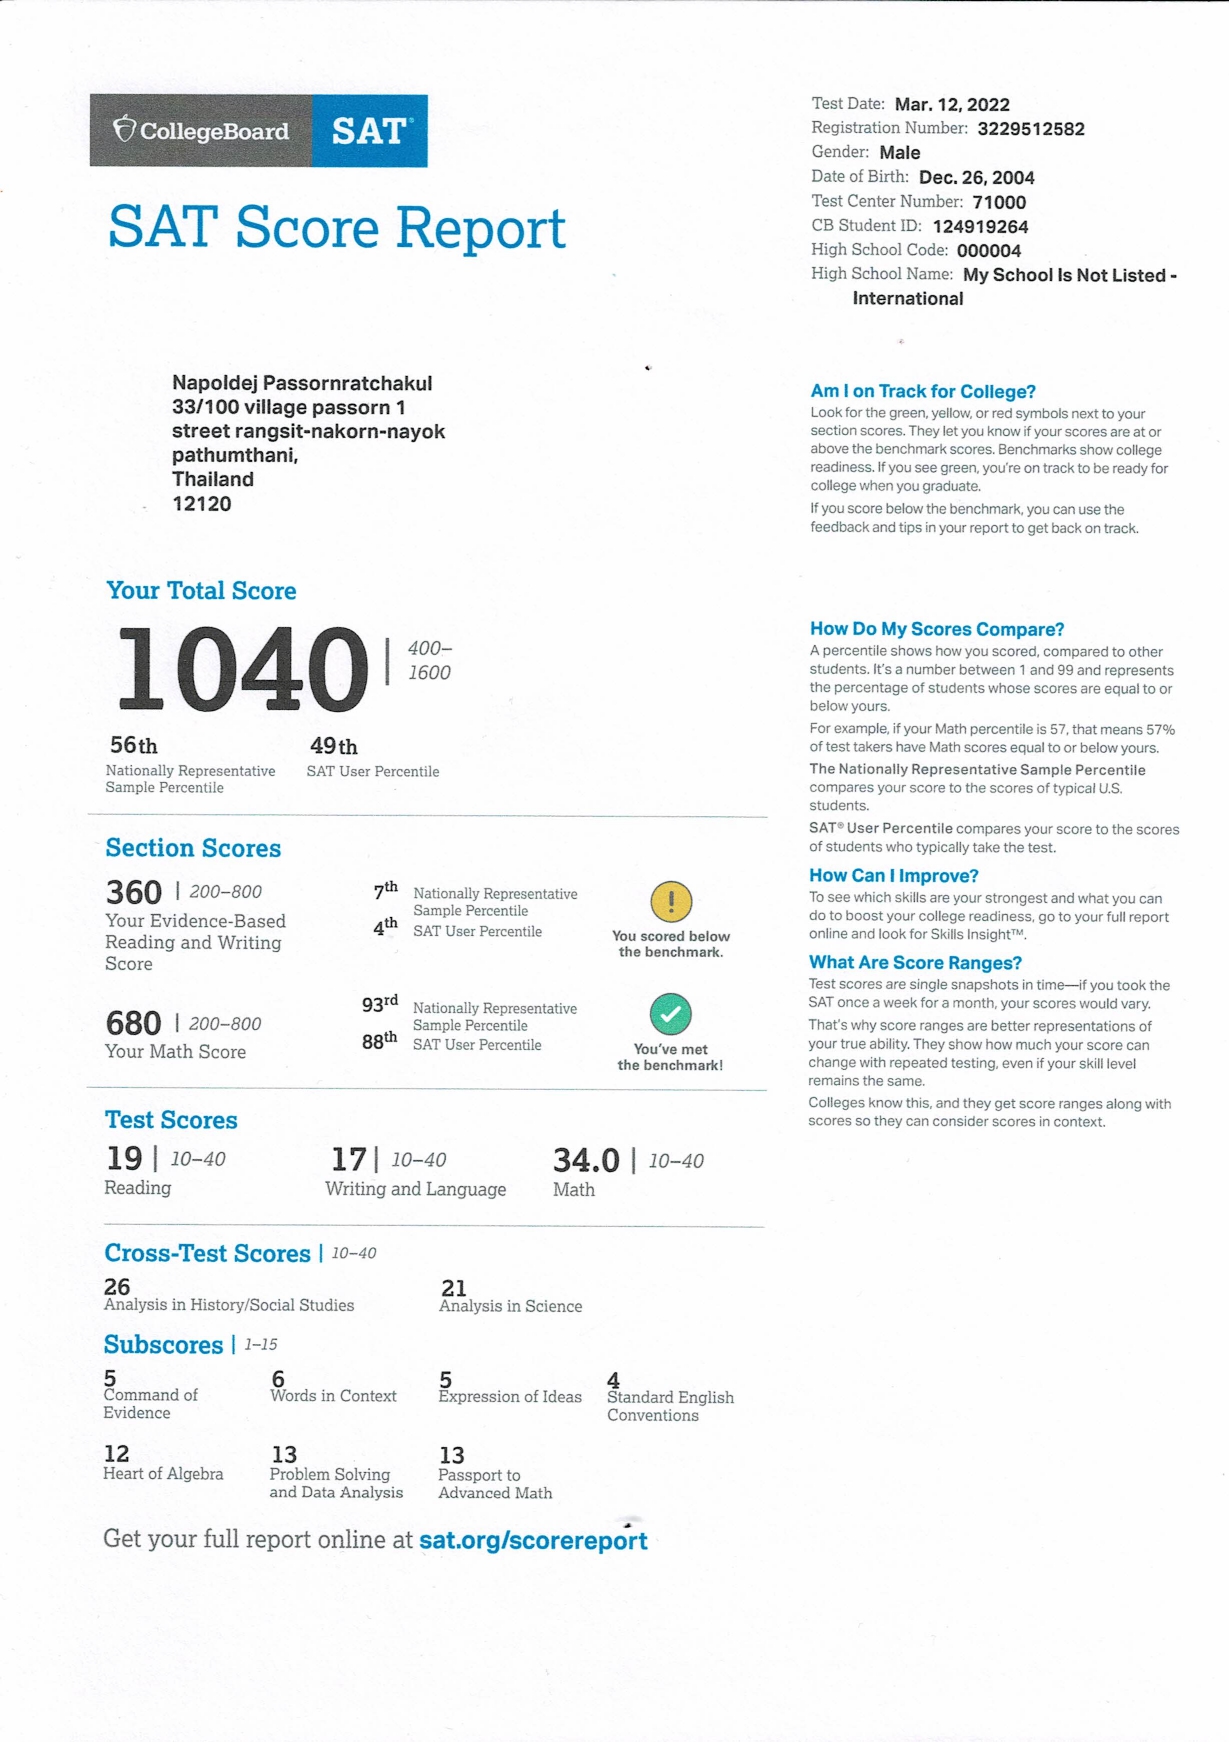 CollegeBoard SAT®
SAT Score Report
Test Date: Mar. 12, 2022
Registration Number: 3229512582
Gender: Male
Date of Birth: Dec. 26, 2004
Test Center Number: 71000
CB Student ID: 124919264
High School Code: 000004
High School Name: My School Is Not Listed -
International
Napoldej Passornratchakul
33/100 village passorn 1
street rangsit-nakorn-nayok
pathumthani,
Thailand
12120
Your Total Score
1040 | 400–
1600
56th
Nationally Representative
Sample Percentile
49th
SAT User Percentile
Section Scores
360 | 200–800
Your Evidence-Based
Reading and Writing
Score
7th Nationally Representative
Sample Percentile
4th SAT User Percentile
!
You scored below
the benchmark.
680 | 200–800
Your Math Score
93rd Nationally Representative
Sample Percentile
88th SAT User Percentile
You've met
the benchmark!
Test Scores
19 | 10–40
Reading
17 | 10–40
Writing and Language
34.0 | 10–40
Math
Cross-Test Scores | 10–40
26
Analysis in History/Social Studies
21
Analysis in Science
Subscores | 1–15
5
Command of
Evidence
6
Words in Context
5
Expression of Ideas
4
Standard English
Conventions
12
Heart of Algebra
13
Problem Solving
and Data Analysis
13
Passport to
Advanced Math
Get your full report online at sat.org/scorereport
Am I on Track for College?
Look for the green, yellow, or red symbols next to your
section scores. They let you know if your scores are at or
above the benchmark scores. Benchmarks show college
readiness. If you see green, you're on track to be ready for
college when you graduate.
If you score below the benchmark, you can use the
feedback and tips in your report to get back on track.
How Do My Scores Compare?
A percentile shows how you scored, compared to other
students. It's a number between 1 and 99 and represents
the percentage of students whose scores are equal to or
below yours.
For example, if your Math percentile is 57, that means 57%
of test takers have Math scores equal to or below yours.
The Nationally Representative Sample Percentile
compares your score to the scores of typical U.S.
students.
SAT® User Percentile compares your score to the scores
of students who typically take the test.
How Can I Improve?
To see which skills are your strongest and what you can
do to boost your college readiness, go to your full report
online and look for Skills Insight™.
What Are Score Ranges?
Test scores are single snapshots in time—if you took the
SAT once a week for a month, your scores would vary.
That's why score ranges are better representations of
your true ability. They show how much your score can
change with repeated testing, even if your skill level
remains the same.
Colleges know this, and they get score ranges along with
scores so they can consider scores in context.